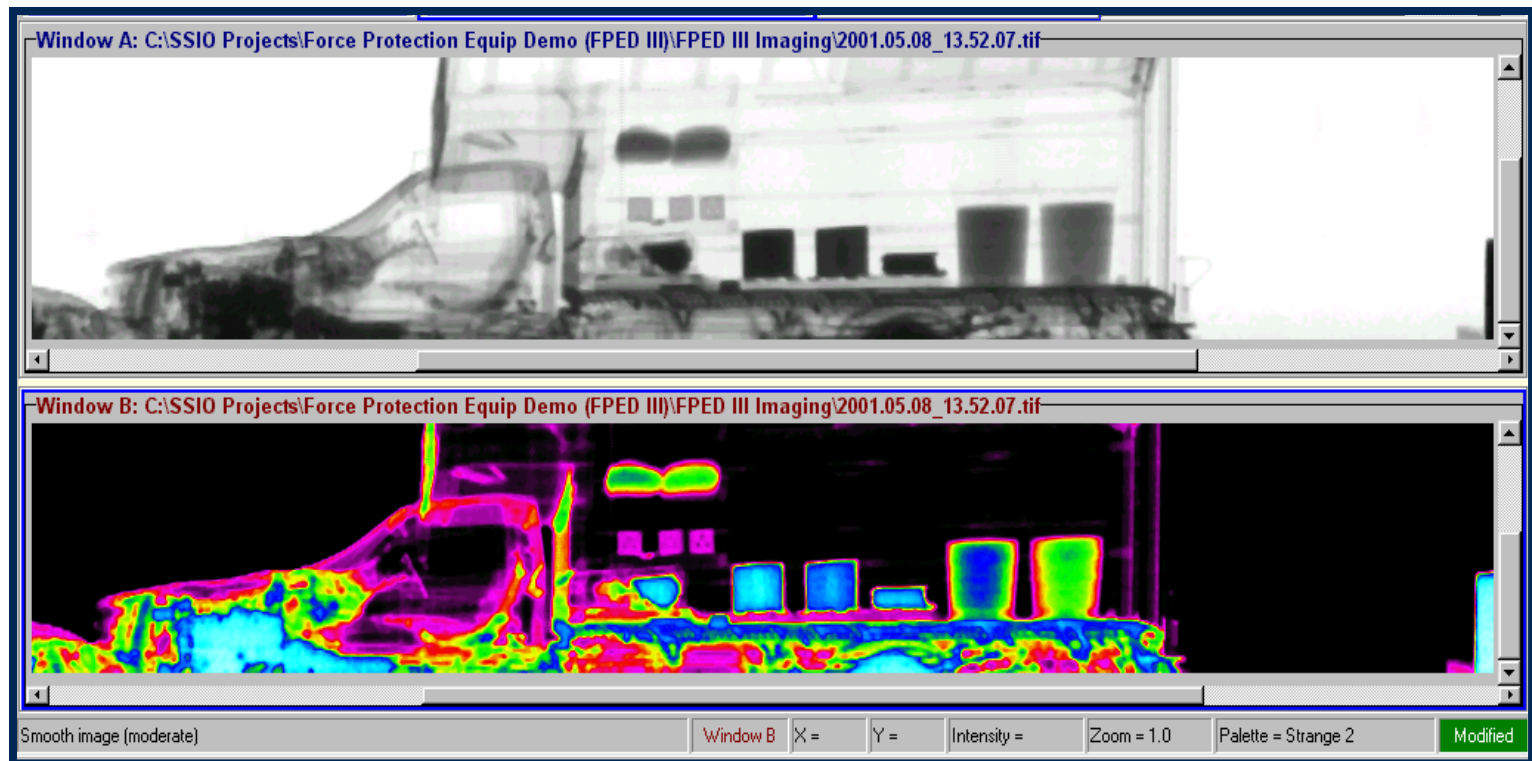 Window A: C:\SSIO Projects\Force Protection Equip Demo (FPED III)\FPED III Imaging\2001.05.08_13.52.07.tif
Window B: C:\SSIO Projects\Force Protection Equip Demo (FPED III)\FPED III Imaging\2001.05.08_13.52.07.tif
Smooth image (moderate) Window B X = Y = Intensity = Zoom = 1.0 Palette = Strange 2 Modified